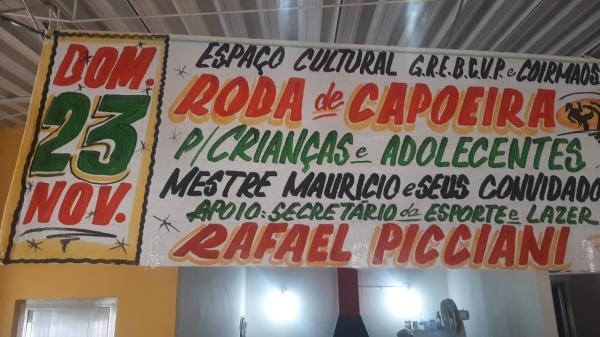 DOM.
23
NOV.
ESPAÇO CULTURAL G.R.E.B.C.V.P. e COIRMÃOS
RODA de CAPOEIRA
P/CRIANÇAS e ADOLECENTES
MESTRE MAURICIO e SEUS CONVIDADO
APOIO: SECRETÁRIO da ESPORTE e LAZER
RAFAEL PICCIANI